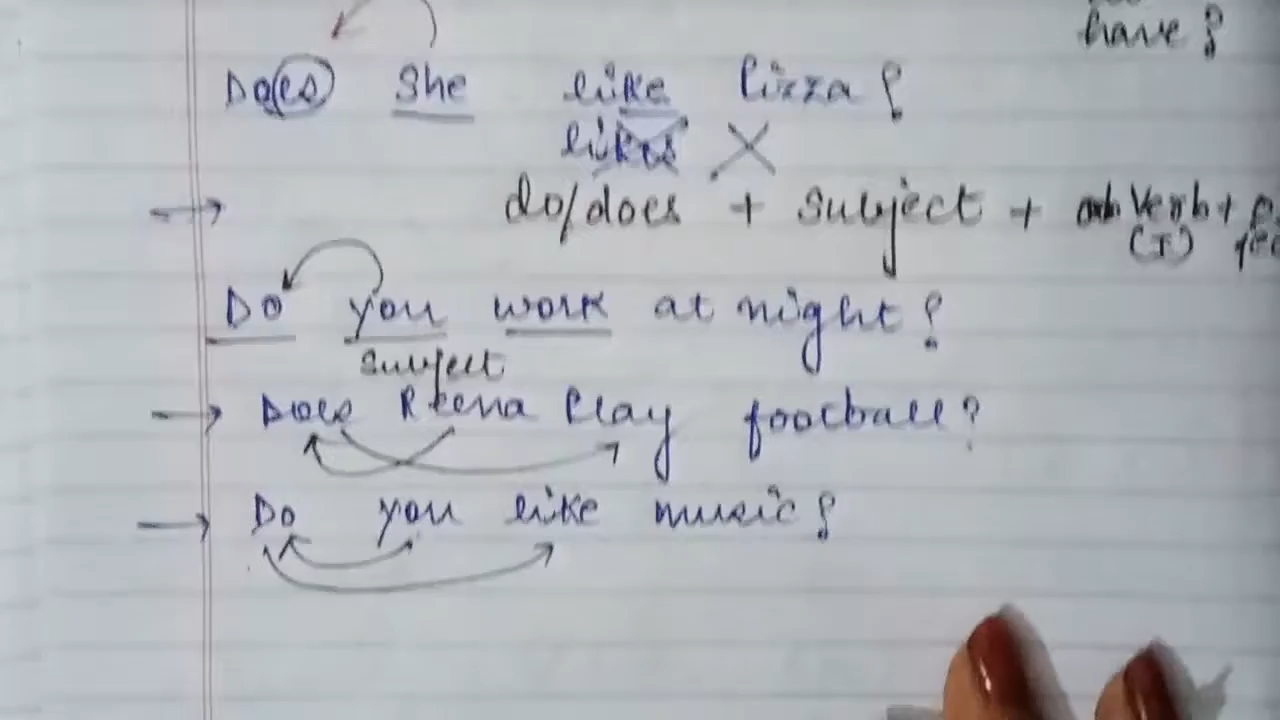 have ?
Does She like Pizza ?
likes
do/does + subject + Verb +
(I)
Do you work at night ?
subject
Does Reena Play football ?
Do you like music ?